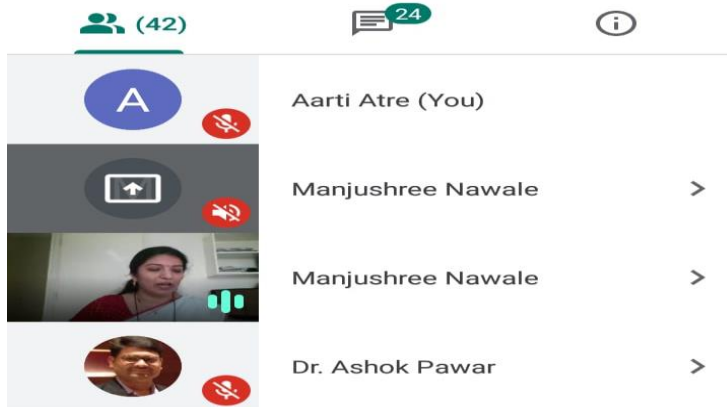 (42)
24
A
Aarti Atre (You)
Manjushree Nawale
Manjushree Nawale
Dr. Ashok Pawar